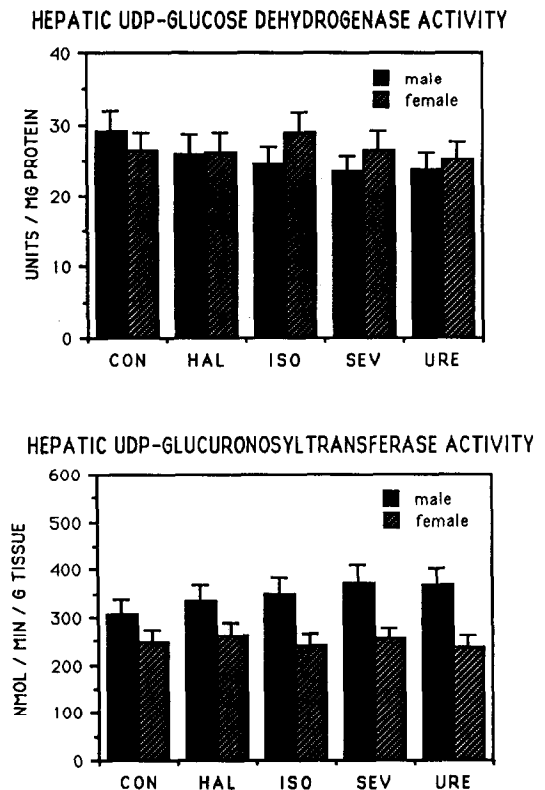 HEPATIC UDP-GLUCOSE DEHYDROGENASE ACTIVITY
40
30
20
10
0
UNITS / MG PROTEIN
male
female
CON HAL ISO SEV URE
HEPATIC UDP-GLUCURONOSYLTRANSFERASE ACTIVITY
600
500
400
300
200
100
0
NMOL / MIN / G TISSUE
male
female
CON HAL ISO SEV URE